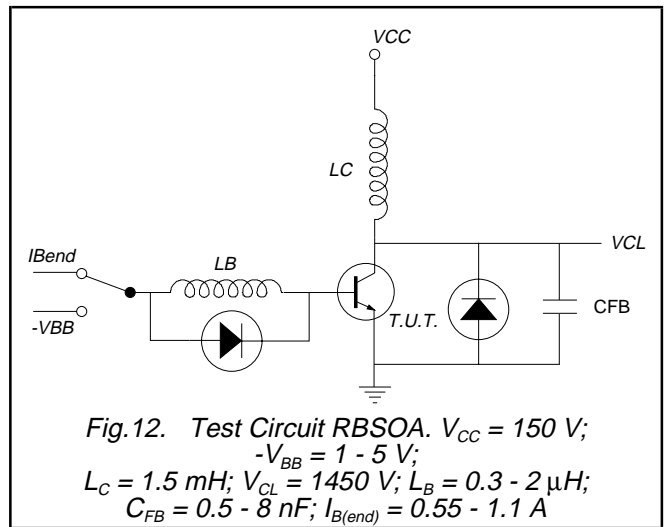 VCC
LC
IBend
LB
VCL
-VBB
T.U.T.
CFB
Fig.12. Test Circuit RBSOA. VCC = 150 V;
-VBB = 1 - 5 V;
LC = 1.5 mH; VCL = 1450 V; LB = 0.3 - 2 μH;
CFB = 0.5 - 8 nF; IB(end) = 0.55 - 1.1 A